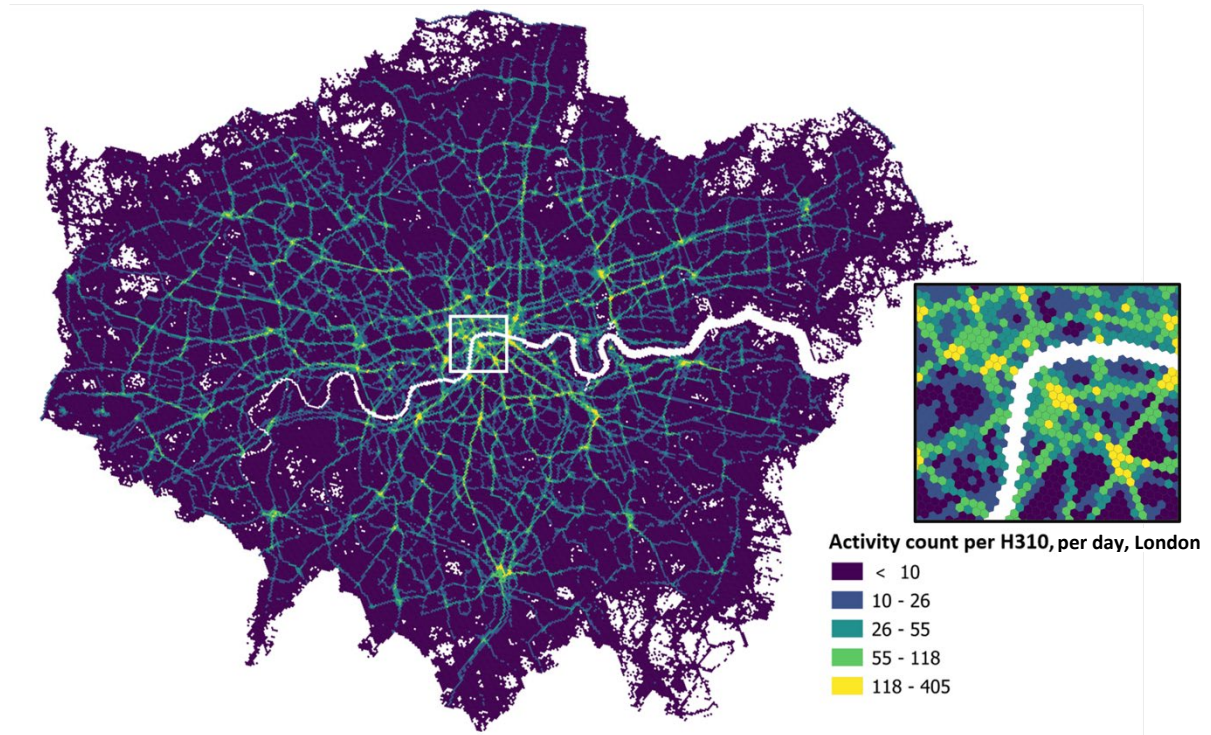 Activity count per H310, per day, London
< 10
10 - 26
26 - 55
55 - 118
118 - 405